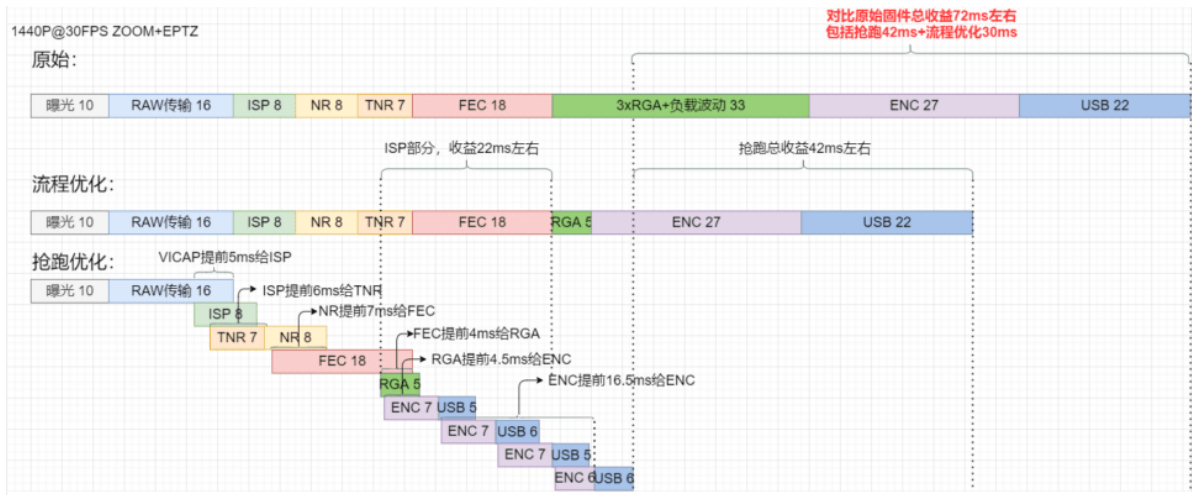 对比原始固件总收益72ms左右
包括抢跑42ms+流程优化30ms
1440P@30FPS ZOOM+EPTZ
原始：
曝光 10 RAW传输 16 ISP 8 NR 8 TNR 7 FEC 18 3xRGA+负载波动 33 ENC 27 USB 22
ISP部分，收益22ms左右 抢跑总收益42ms左右
流程优化：
曝光 10 RAW传输 16 ISP 8 NR 8 TNR 7 FEC 18 RGA 5 ENC 27 USB 22
抢跑优化：
VICAP提前5ms给ISP
曝光 10 RAW传输 16 ISP提前6ms给TNR
ISP 8 NR提前7ms给FEC
TNR 7 NR 8 FEC提前4ms给RGA
FEC 18 RGA提前4.5ms给ENC
RGA 5 ENC提前16.5ms给ENC
ENC 7 USB 5
ENC 7 USB 6
ENC 7 USB 5
ENC 6 USB 6